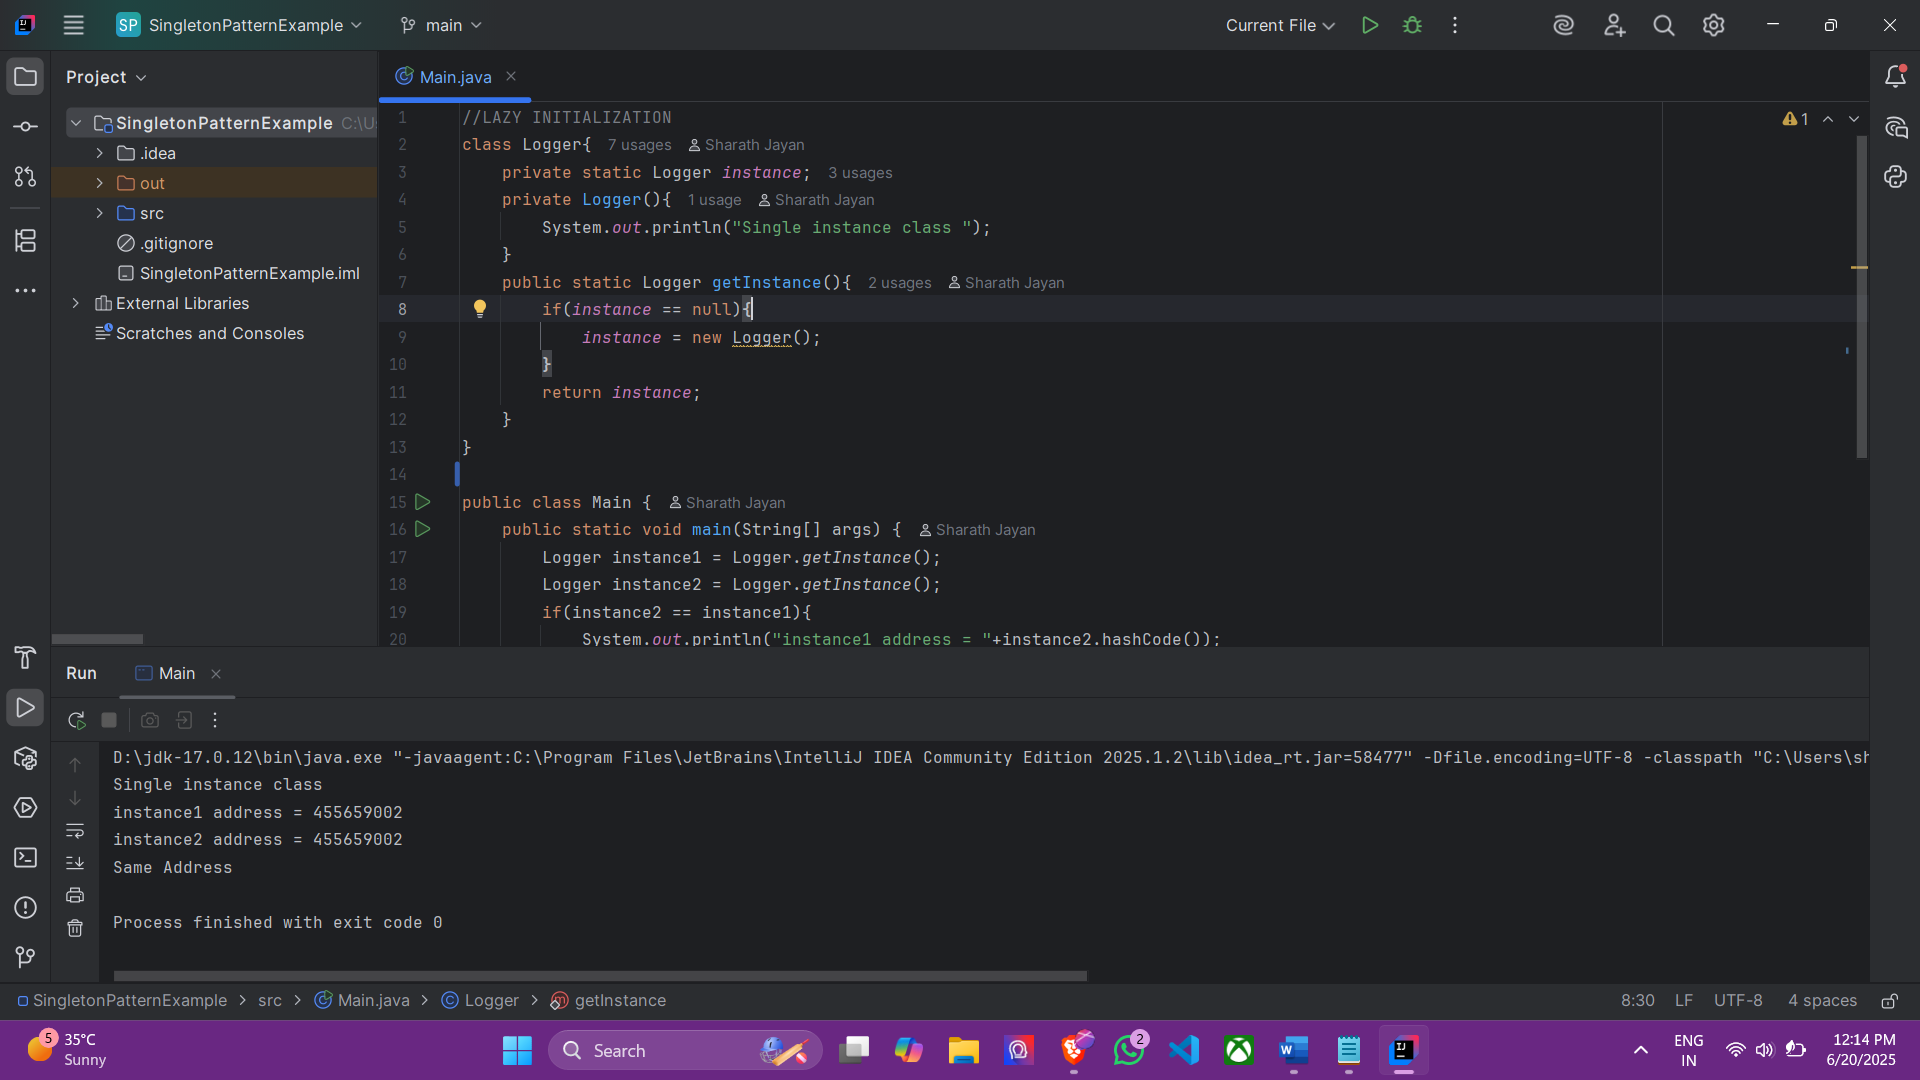 SP SingletonPatternExample main Current File
Project
Main.java
SingletonPatternExample C:\U
.idea
out
src
.gitignore
SingletonPatternExample.iml
External Libraries
Scratches and Consoles
1 //LAZY INITIALIZATION
2 class Logger{ 7 usages Sharath Jayan
3 private static Logger instance; 3 usages
4 private Logger(){ 1 usage Sharath Jayan
5 System.out.println("Single instance class ");
6 }
7 public static Logger getInstance(){ 2 usages Sharath Jayan
8 if(instance == null){
9 instance = new Logger();
10 }
11 return instance;
12 }
13 }
14
15 public class Main { Sharath Jayan
16 public static void main(String[] args) { Sharath Jayan
17 Logger instance1 = Logger.getInstance();
18 Logger instance2 = Logger.getInstance();
19 if(instance2 == instance1){
20 System.out.println("instance1 address = "+instance2.hashCode());
1
Run Main
D:\jdk-17.0.12\bin\java.exe "-javaagent:C:\Program Files\JetBrains\IntelliJ IDEA Community Edition 2025.1.2\lib\idea_rt.jar=58477" -Dfile.encoding=UTF-8 -classpath "C:\Users\sh
Single instance class
instance1 address = 455659002
instance2 address = 455659002
Same Address
Process finished with exit code 0
SingletonPatternExample > src > Main.java > Logger > getInstance 8:30 LF UTF-8 4 spaces
5
35°C
Sunny
Search
2
ENG
IN
12:14 PM
6/20/2025